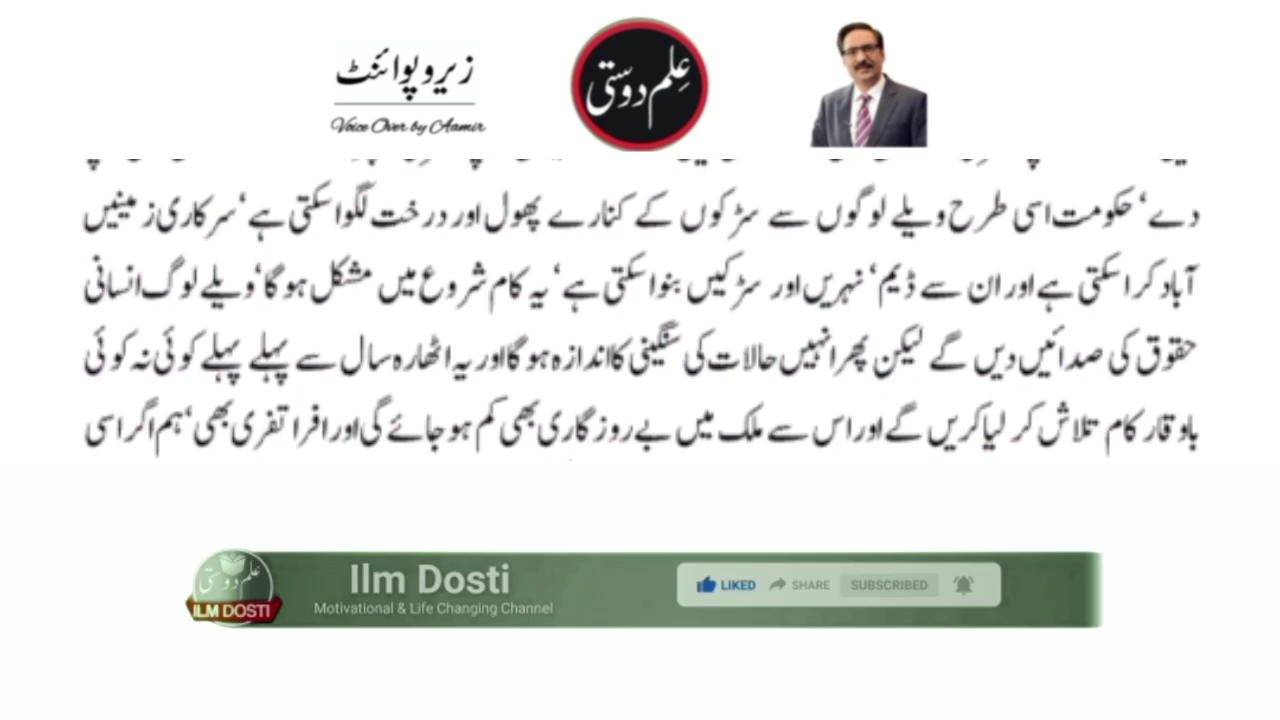 زیرو پوائنٹ
Voice Over by Aamir
علم دوستی
دے‘ حکومت اسی طرح ویلے لوگوں سے سڑکوں کے کنارے پھول اور درخت لگوا سکتی ہے‘ سرکاری زمینیں
آباد کرا سکتی ہے اور ان سے ڈیم‘ نہریں اور سڑکیں بنوا سکتی ہے‘ یہ کام شروع میں مشکل ہو گا‘ ویلے لوگ انسانی
حقوق کی صدائیں دیں گے لیکن پھر انہیں حالات کی سنگینی کا اندازہ ہو گا اور یہ اٹھارہ سال سے پہلے پہلے کوئی نہ کوئی
باوقار کام تلاش کر لیا کریں گے اور اس سے ملک میں بے روزگاری بھی کم ہو جائے گی اور افراتفری بھی‘ ہم اگر اسی
علم دوستی
ILM DOSTI
Ilm Dosti
Motivational & Life Changing Channel
LIKED SHARE SUBSCRIBED